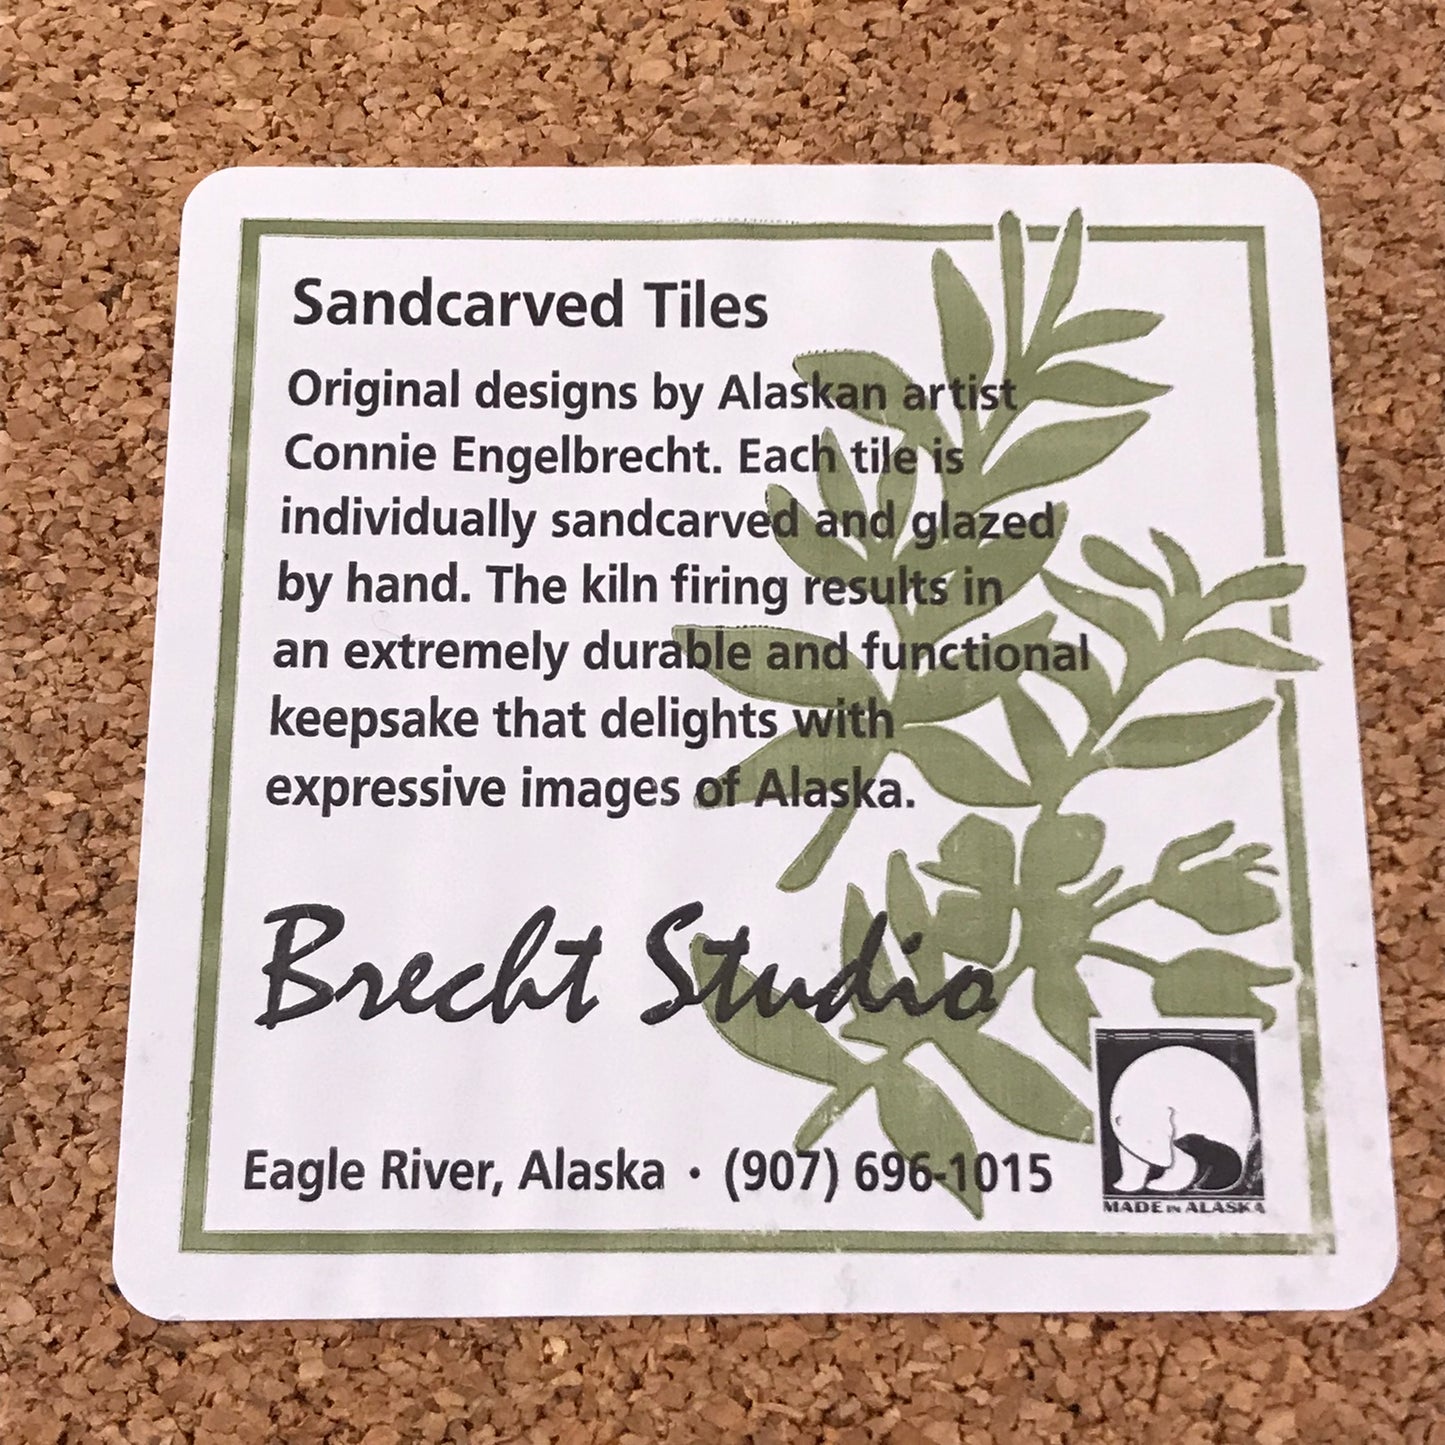 Sandcarved Tiles
Original designs by Alaskan artist
Connie Engelbrecht. Each tile is
individually sandcarved and glazed
by hand. The kiln firing results in
an extremely durable and functional
keepsake that delights with
expressive images of Alaska.
Brecht Studio
Eagle River, Alaska • (907) 696-1015
MADE IN ALASKA